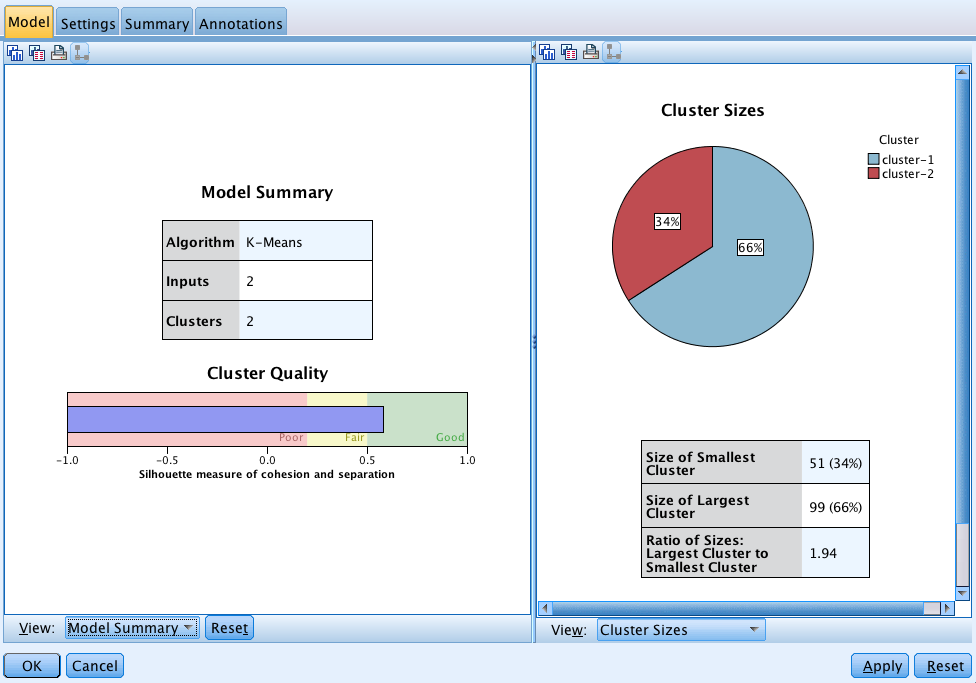 Model Settings Summary Annotations
Model Summary
Algorithm K-Means
Inputs 2
Clusters 2
Cluster Quality
Poor Fair Good
-1.0 -0.5 0.0 0.5 1.0
Silhouette measure of cohesion and separation
View: Model Summary Reset
Cluster Sizes
Cluster
cluster-1
cluster-2
34%
66%
Size of Smallest
Cluster
51 (34%)
Size of Largest
Cluster
99 (66%)
Ratio of Sizes:
Largest Cluster to
Smallest Cluster
1.94
View: Cluster Sizes
OK Cancel Apply Reset